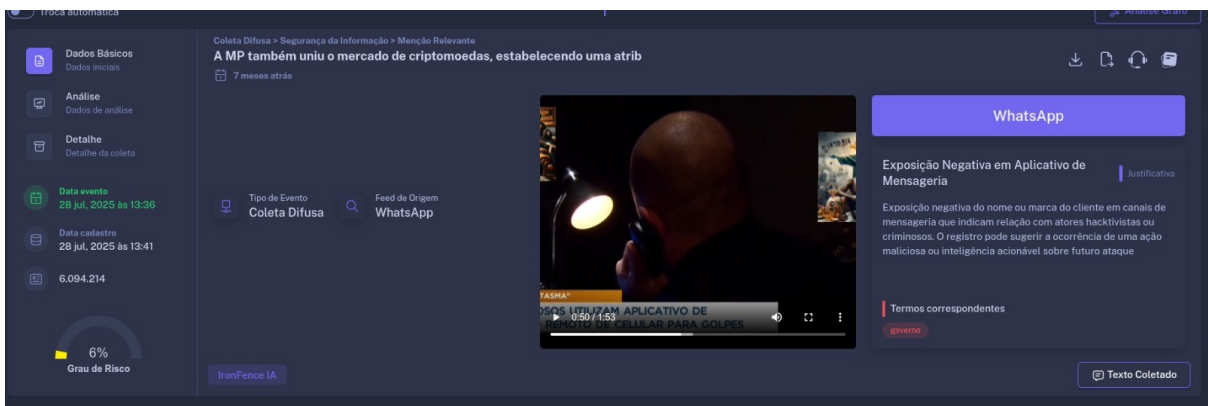 Troca automática
Análise Grafo
Dados Básicos
Dados iniciais
Análise
Dados de análise
Detalhe
Detalhe da coleta
Data evento
28 jul, 2025 às 13:36
Data cadastro
28 jul, 2025 às 13:41
6.094.214
6%
Grau de Risco
Coleta Difusa > Segurança da Informação > Menção Relevante
A MP também uniu o mercado de criptomoedas, estabelecendo uma atrib
7 meses atrás
Tipo de Evento
Coleta Difusa
Feed de Origem
WhatsApp
TASMA"
OSOS UTILIZAM APLICATIVO DE
REMOTO DE CELULAR PARA GOLPES
0:50 / 1:53
WhatsApp
Exposição Negativa em Aplicativo de
Mensageria
Justificativa
Exposição negativa do nome ou marca do cliente em canais de
mensageria que indicam relação com atores hacktivistas ou
criminosos. O registro pode sugerir a ocorrência de uma ação
maliciosa ou inteligência acionável sobre futuro ataque
Termos correspondentes
governo
IronFence IA
Texto Coletado